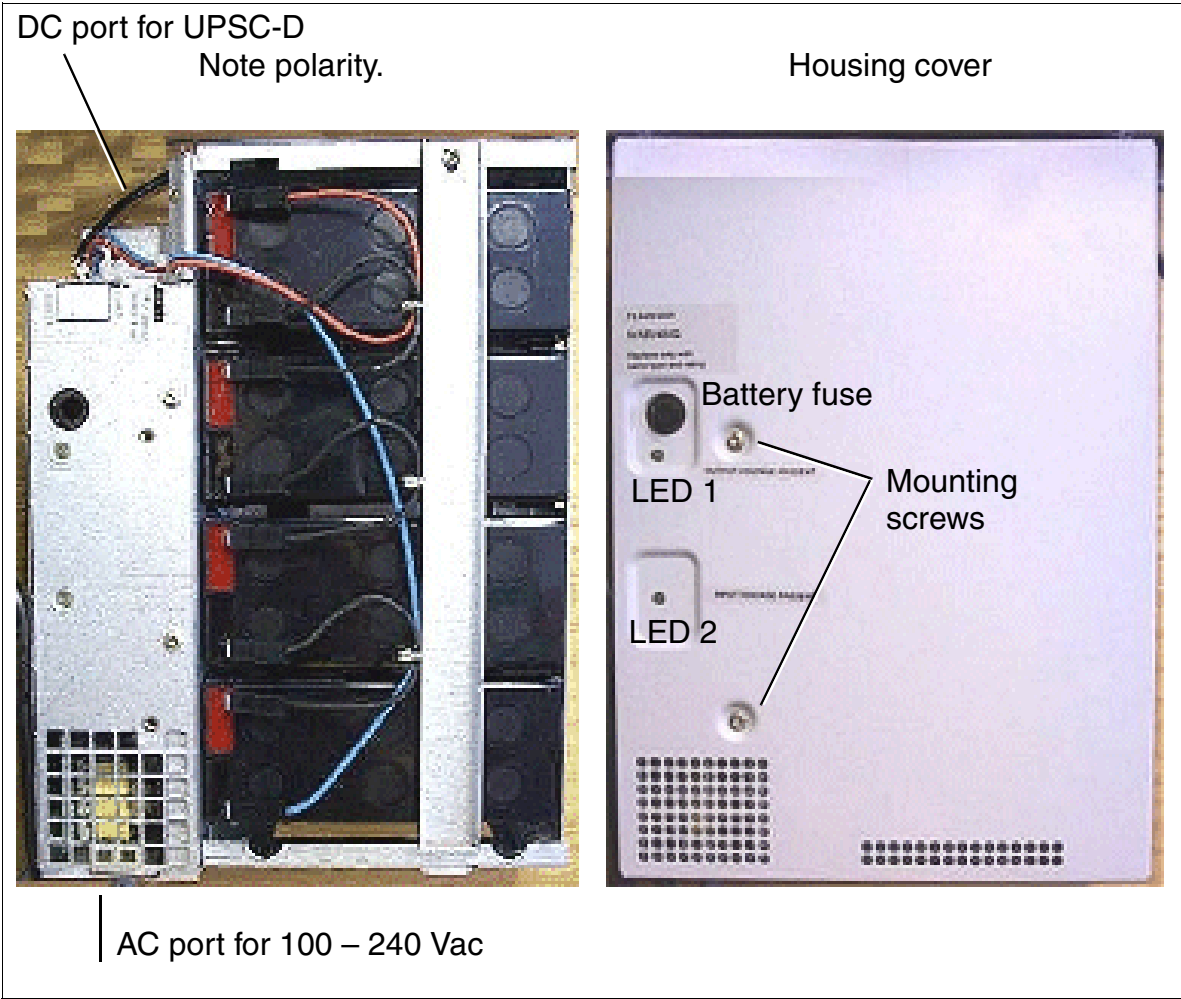 DC port for UPSC-D
Note polarity.
Housing cover
Battery fuse
LED 1
Mounting
screws
LED 2
AC port for 100 – 240 Vac